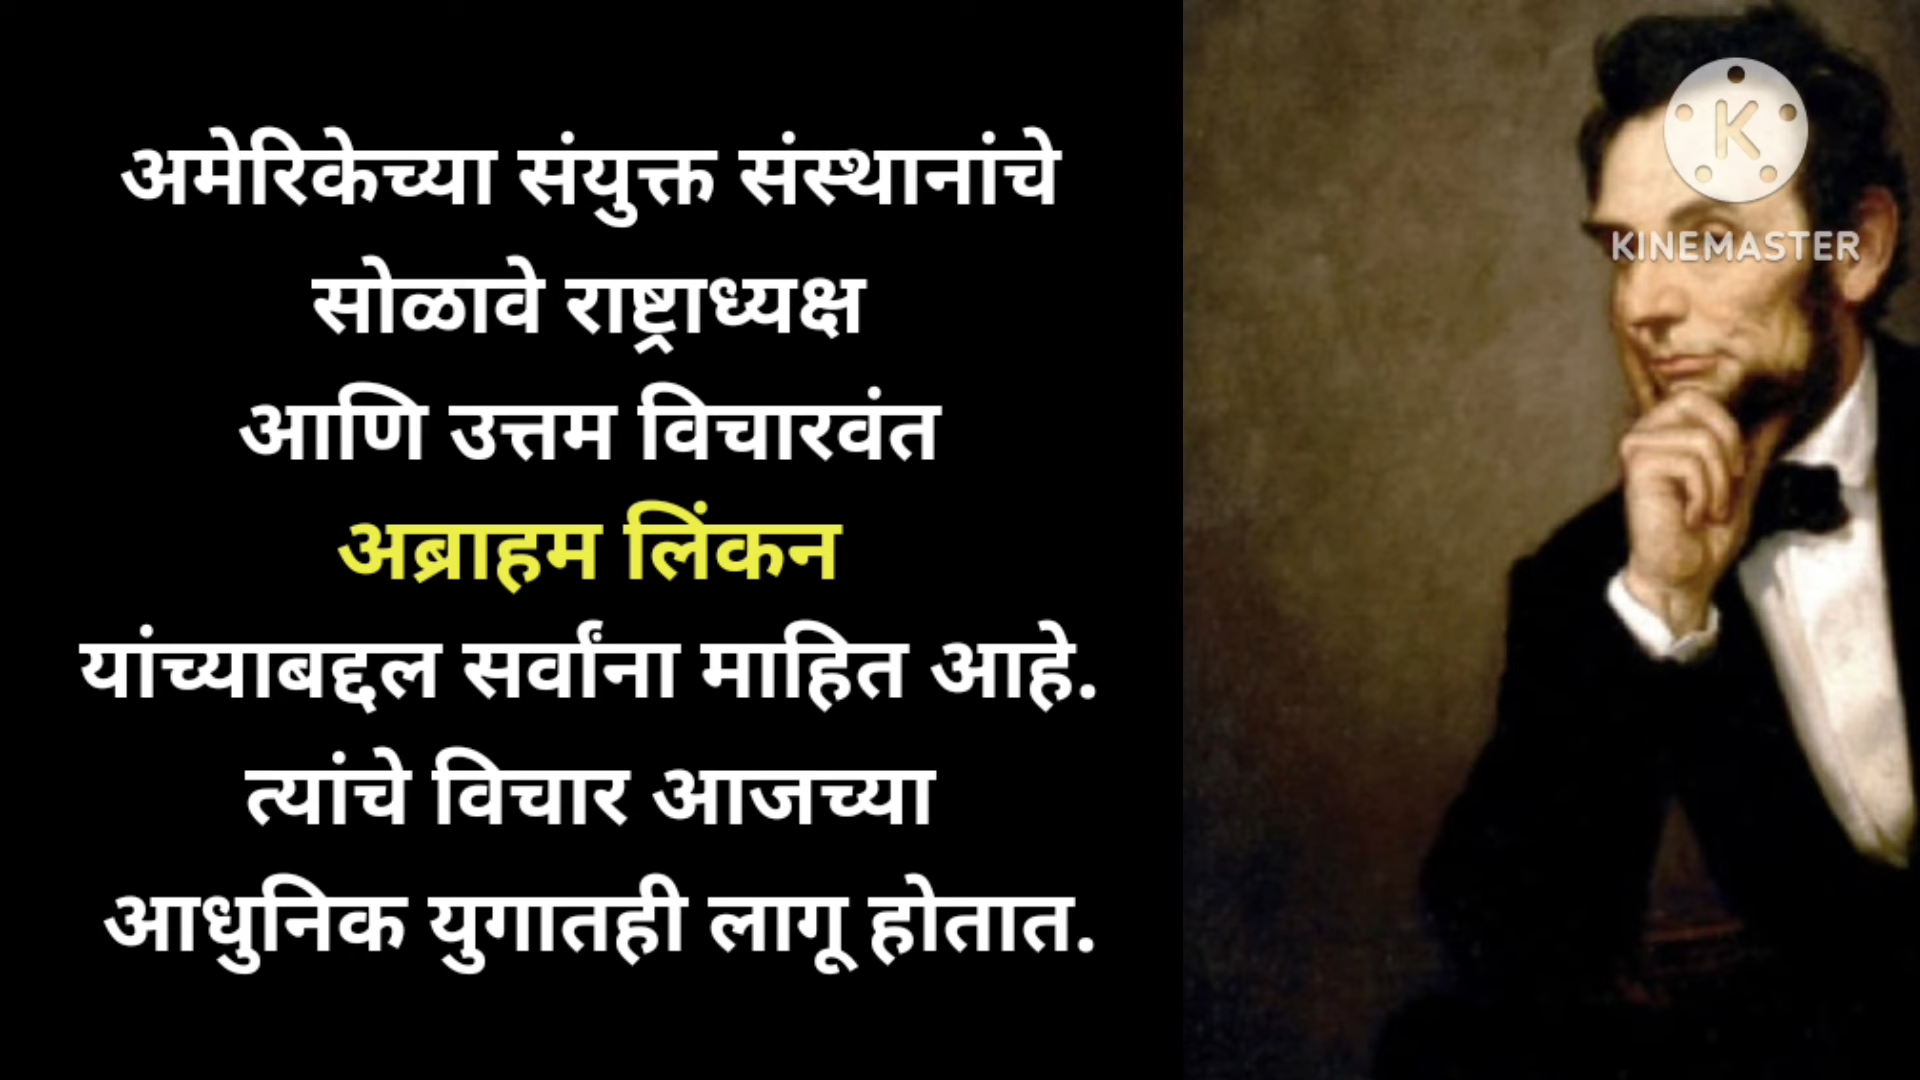 अमेरिकेच्या संयुक्त संस्थानांचे
सोळावे राष्ट्राध्यक्ष
आणि उत्तम विचारवंत
अब्राहम लिंकन
यांच्याबद्दल सर्वांना माहित आहे.
त्यांचे विचार आजच्या
आधुनिक युगातही लागू होतात.
K
KINEMASTER